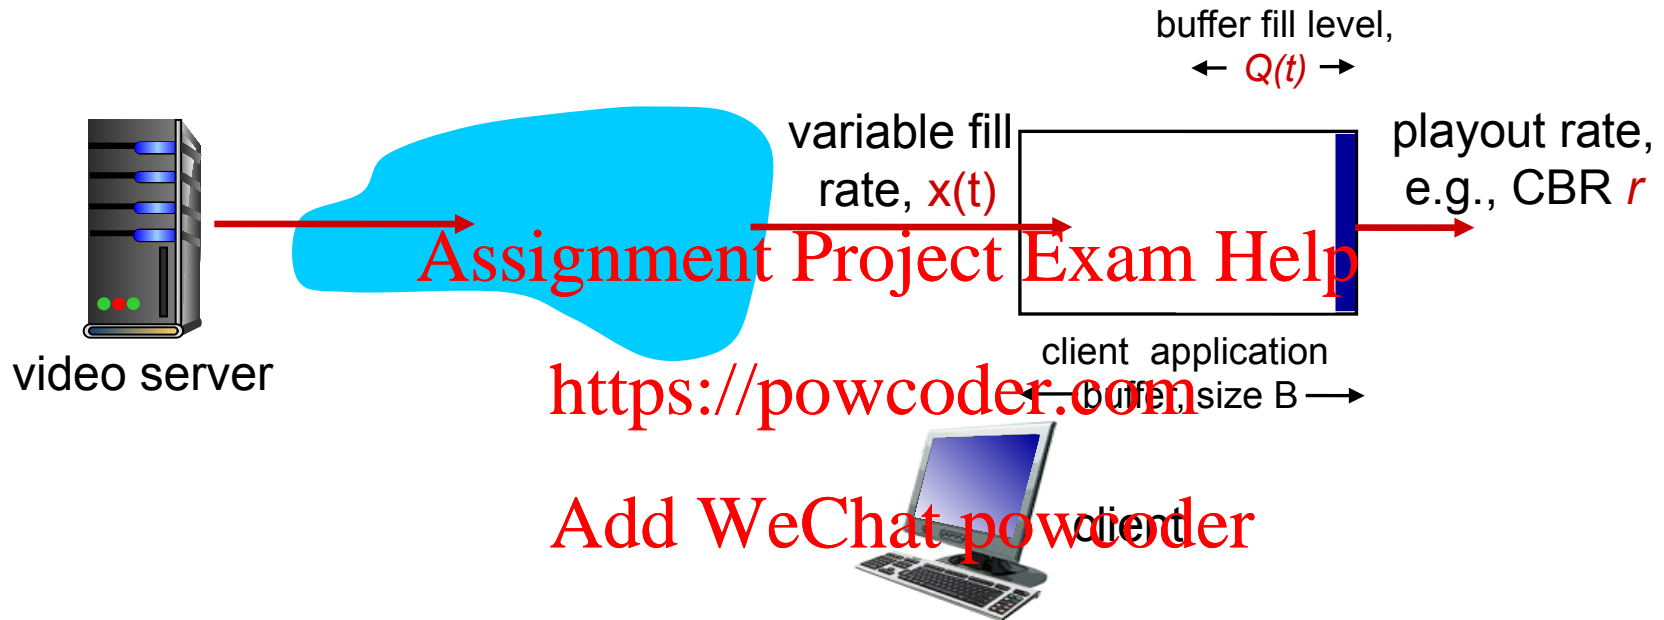 buffer fill level,
Q(t)
variable fill
rate, x(t)
playout rate,
e.g., CBR r
Assignment Project Exam Help
client application
buffer, size B
video server
https://powcoder.com
Add WeChat powcoder
client